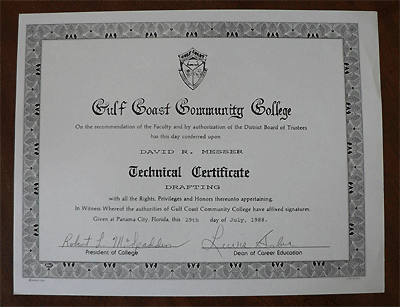 Gulf Coast Community College
On the recommendation of the Faculty and by authorization of the District Board of Trustees
has this day conferred upon
DAVID R. MESSER
Technical Certificate
DRAFTING
with all the Rights, Privileges and Honors thereunto appertaining.
In Witness Whereof the authorities of Gulf Coast Community College have affixed signatures.
Given at Panama City, Florida, this 29th day of July, 1988.
Robert L. McSpadden
President of College Dean of Career Education